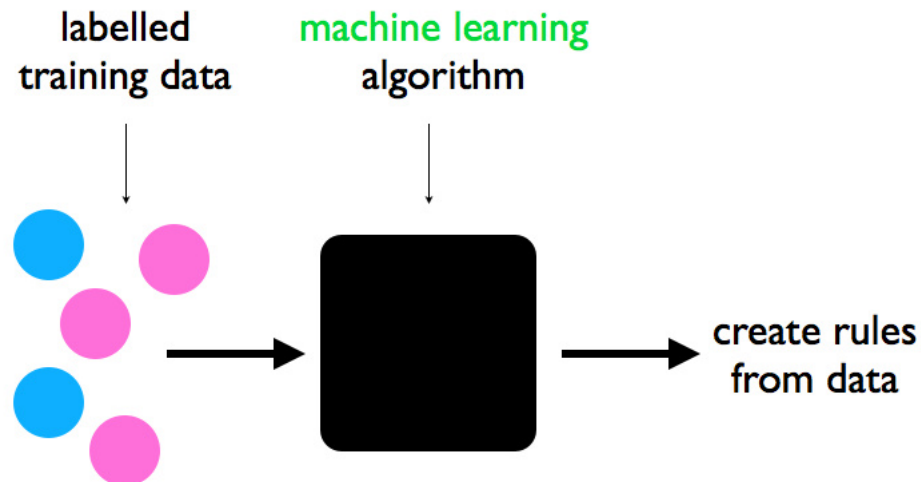 labelled
training data
machine learning
algorithm
create rules
from data